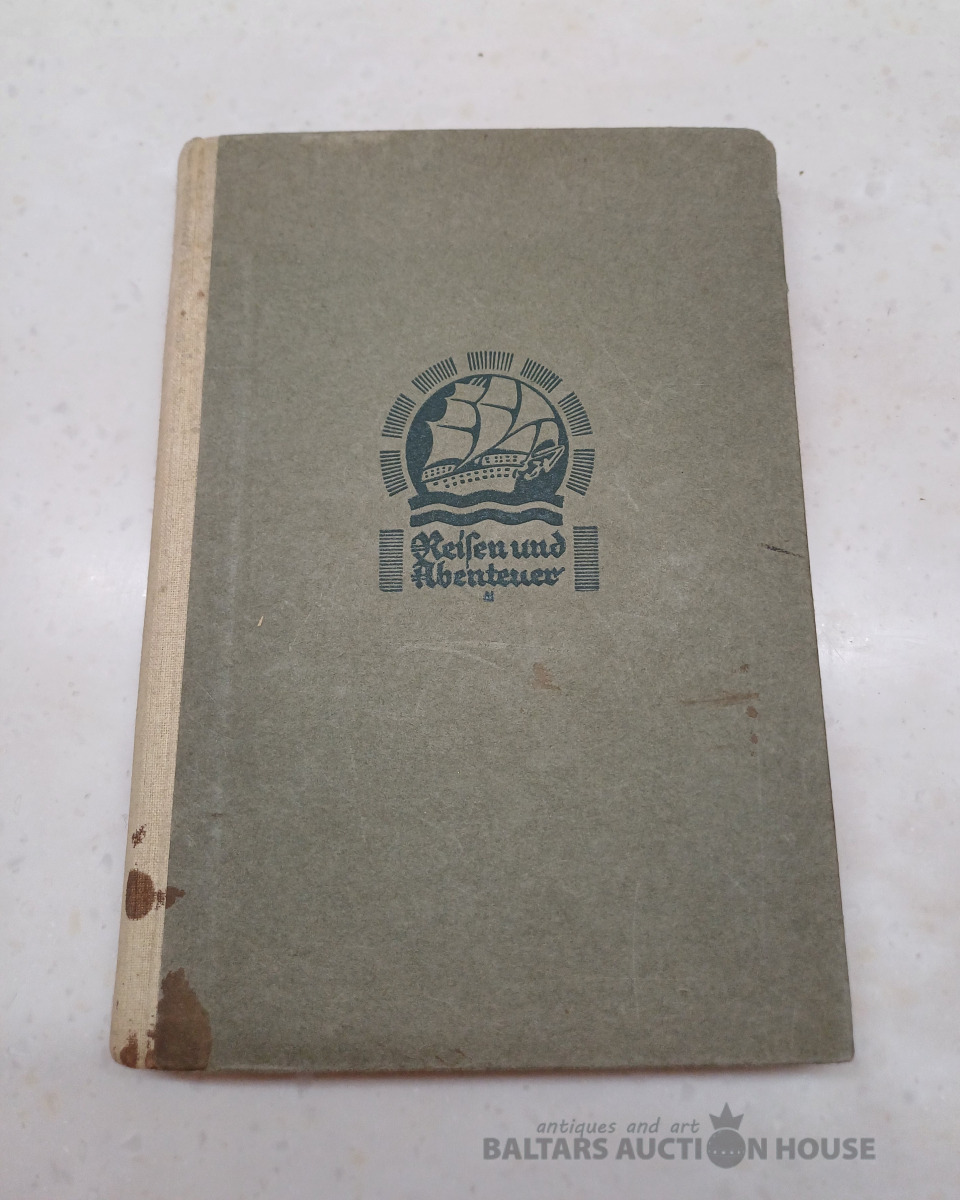 Reisen und
Abenteuer
antiques and art
BALTARS AUCTION HOUSE